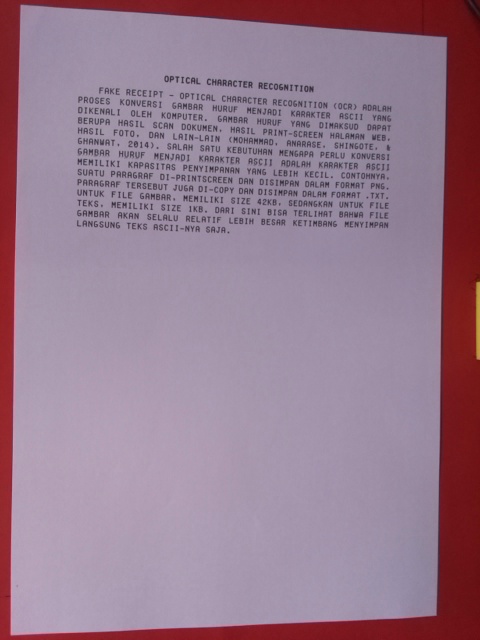 OPTICAL CHARACTER RECOGNITION
FAKE RECEIPT - OPTICAL CHARACTER RECOGNITION (OCR) ADALAH
PROSES KONVERSI GAMBAR HURUF MENJADI KARAKTER ASCII YANG
DIKENALI OLEH KOMPUTER. GAMBAR HURUF YANG DIMAKSUD DAPAT
BERUPA HASIL SCAN DOKUMEN, HASIL PRINT-SCREEN HALAMAN WEB,
HASIL FOTO, DAN LAIN-LAIN (MOHAMMAD, ANARASE, SHINGOTE, &
GHANWAT, 2014). SALAH SATU KEBUTUHAN MENGAPA PERLU KONVERSI
GAMBAR HURUF MENJADI KARAKTER ASCII ADALAH KARAKTER ASCII
MEMILIKI KAPASITAS PENYIMPANAN YANG LEBIH KECIL. CONTOHNYA,
SUATU PARAGRAF DI-PRINTSCREEN DAN DISIMPAN DALAM FORMAT PNG.
PARAGRAF TERSEBUT JUGA DI-COPY DAN DISIMPAN DALAM FORMAT .TXT.
UNTUK FILE GAMBAR, MEMILIKI SIZE 42KB, SEDANGKAN UNTUK FILE
TEKS, MEMILIKI SIZE 1KB. DARI SINI BISA TERLIHAT BAHWA FILE
GAMBAR AKAN SELALU RELATIF LEBIH BESAR KETIMBANG MENYIMPAN
LANGSUNG TEKS ASCII-NYA SAJA.